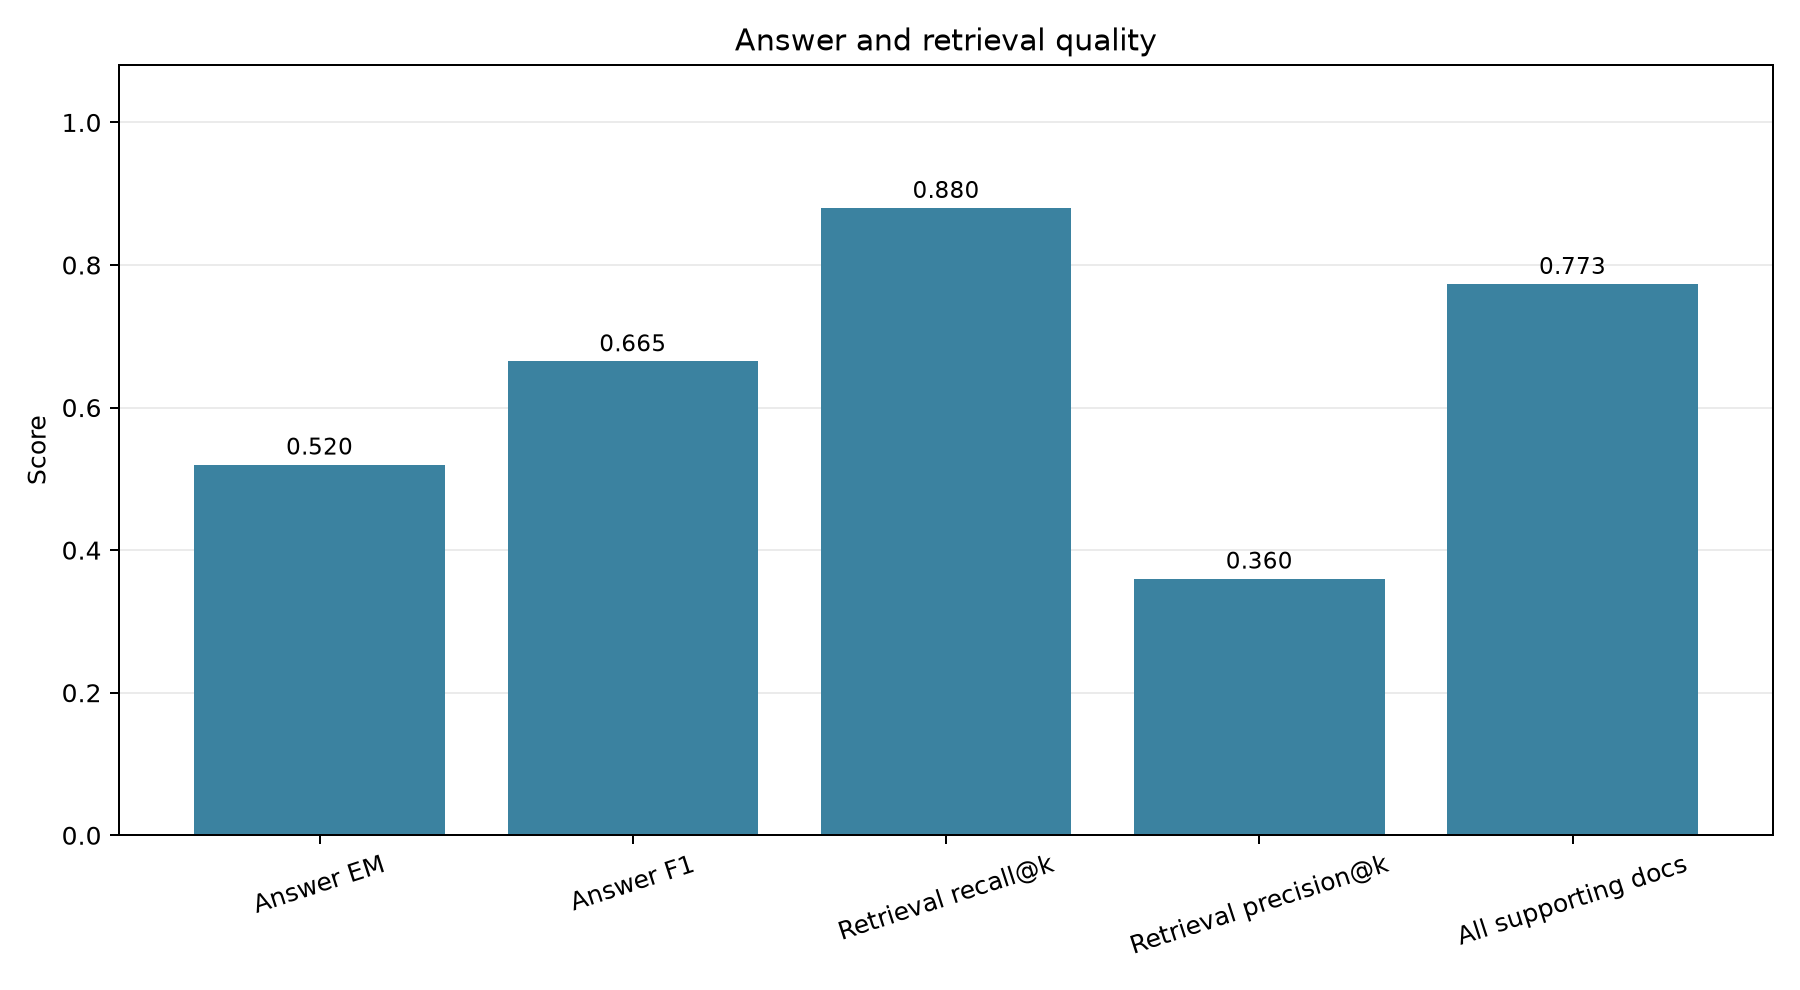 Answer and retrieval quality
Score
1.0
0.8
0.6
0.4
0.2
0.0
0.520
0.665
0.880
0.360
0.773
Answer EM
Answer F1
Retrieval recall@k
Retrieval precision@k
All supporting docs